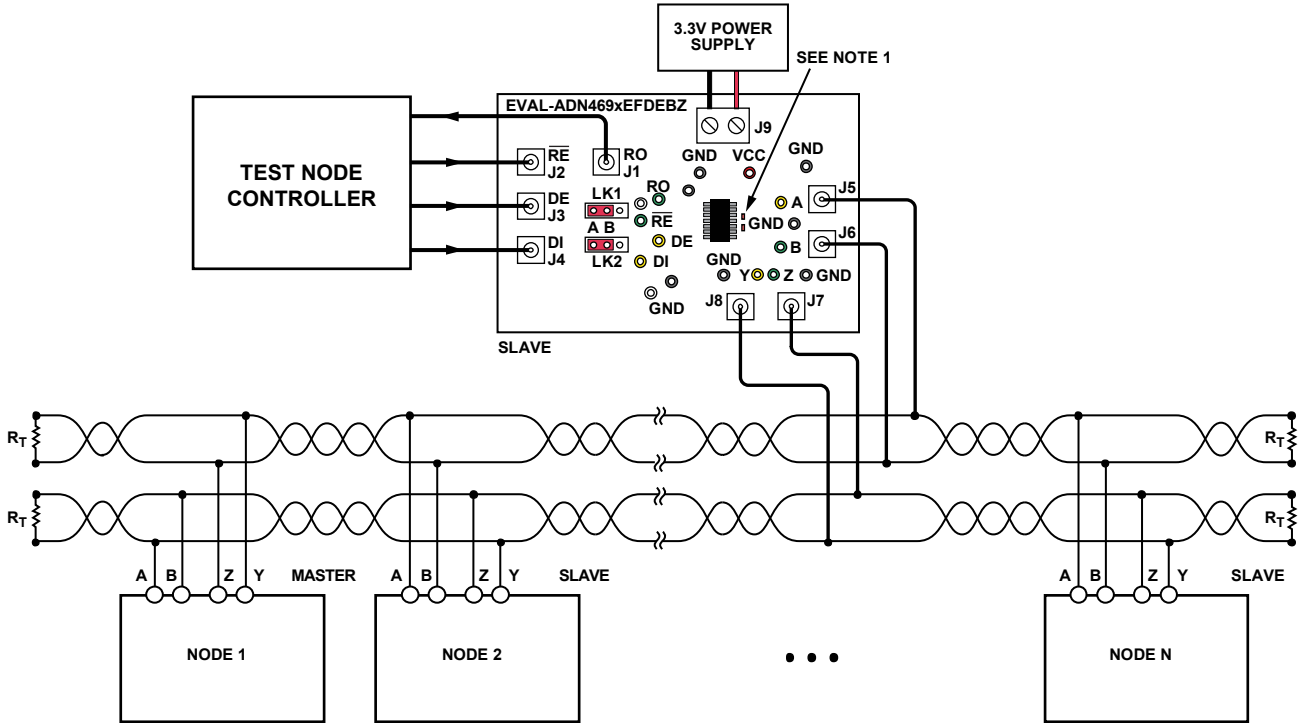 3.3V POWER
SUPPLY
SEE NOTE 1
EVAL-ADN469xEFDEBZ
J9
TEST NODE
CONTROLLER
RE
J2
RO
J1
GND
VCC
GND
DE
J3
LK1
RO
J5
A
RE
GND
A B
DI
J4
LK2
DE
J6
B
DI
GND
Y
Z
GND
GND
J8
J7
SLAVE
RT
RT
RT
RT
A
B
Z
Y
MASTER
A
B
Z
Y
SLAVE
A
B
Z
Y
SLAVE
NODE 1
NODE 2
• • •
NODE N